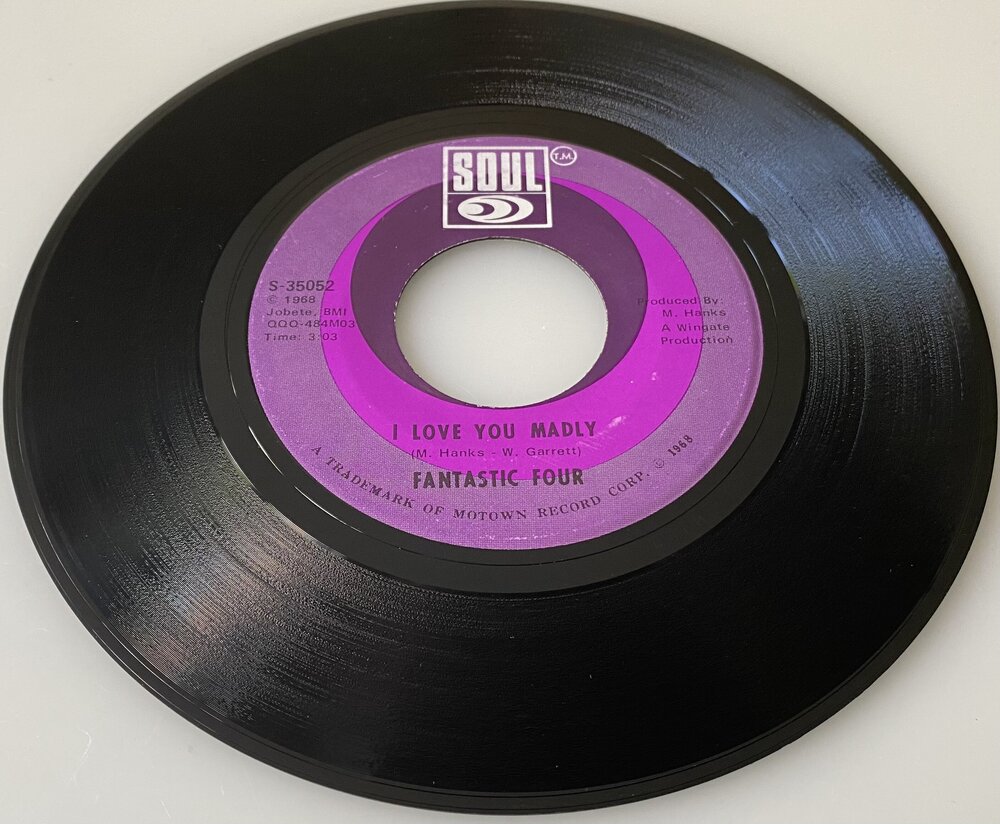 SOUL
T.M.
S-35052
© 1968
Jobete, BMI
QQQ-484M03
Time: 3:03
Produced By:
M. Hanks
A Wingate
Production
I LOVE YOU MADLY
(M. Hanks - W. Garrett)
FANTASTIC FOUR
A TRADEMARK OF MOTOWN RECORD CORP. © 1968